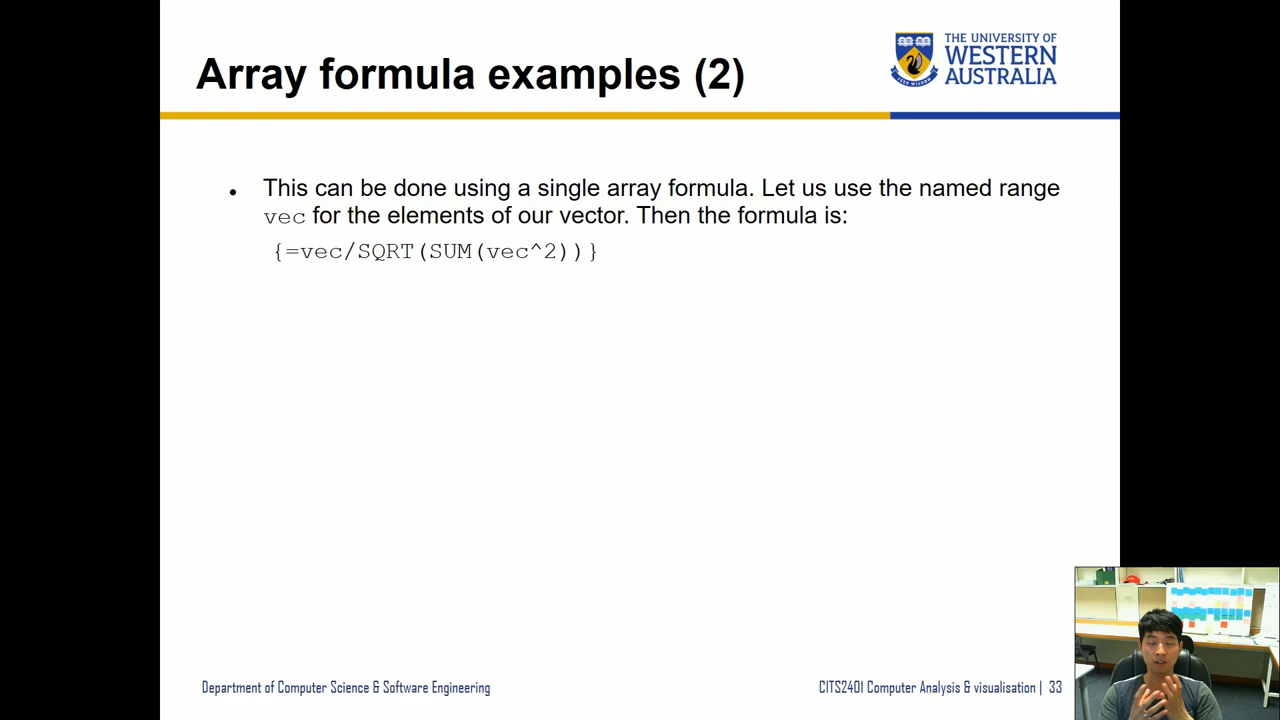 Array formula examples (2)
THE UNIVERSITY OF
WESTERN
AUSTRALIA
• This can be done using a single array formula. Let us use the named range
vec for the elements of our vector. Then the formula is:
{=vec/SQRT(SUM(vec^2))}
Department of Computer Science & Software Engineering
CITS2401 Computer Analysis & visualisation | 33